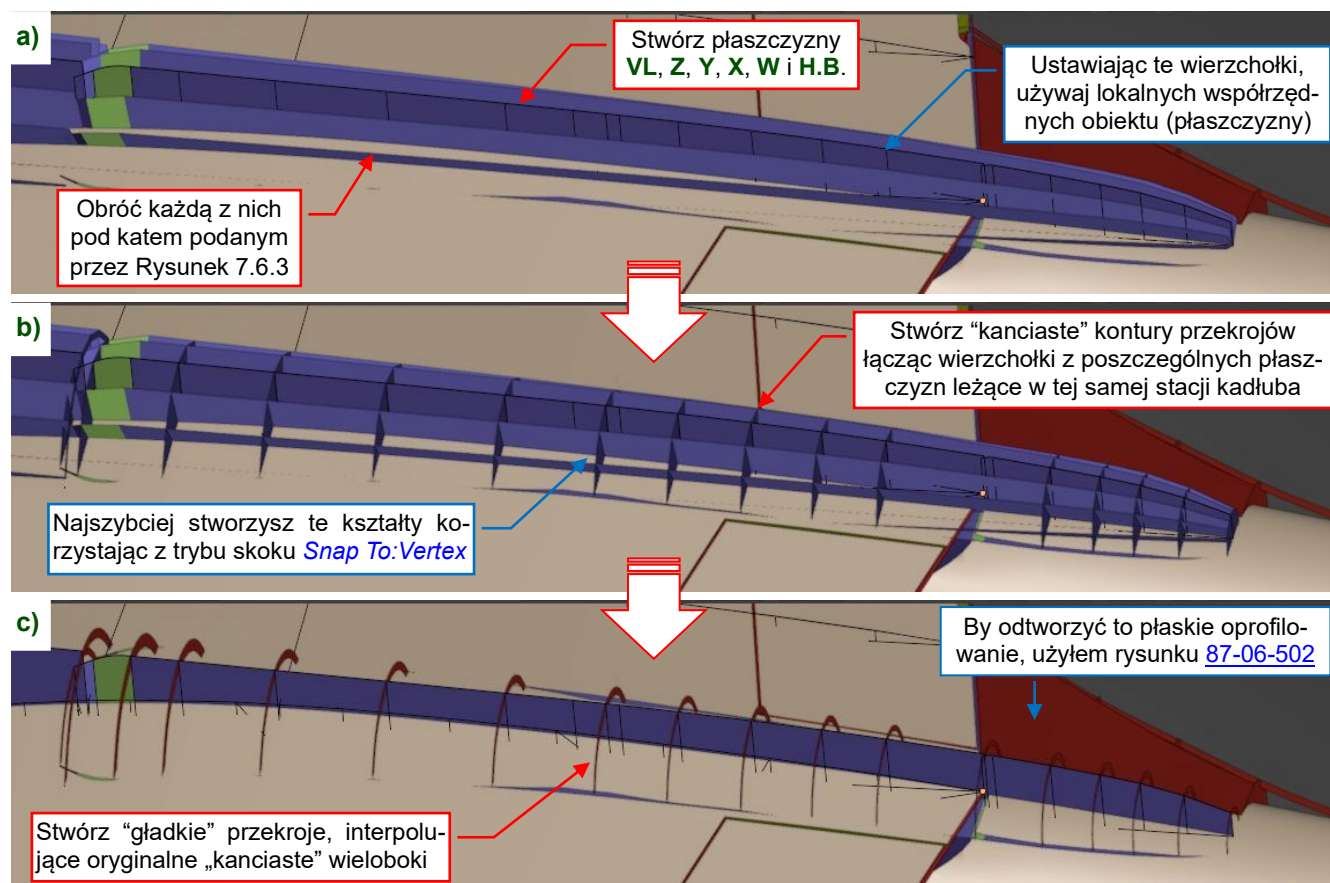 a)
Stwórz płaszczyzny
VL, Z, Y, X, W i H.B.
Ustawiając te wierzchołki,
używaj lokalnych współrzęd-
nych obiektu (płaszczyzny)
Obróć każdą z nich
pod katem podanym
przez Rysunek 7.6.3
b)
Stwórz “kanciaste” kontury przekrojów
łącząc wierzchołki z poszczególnych płasz-
czyzn leżące w tej samej stacji kadłuba
Najszybciej stworzysz te kształty ko-
rzystając z trybu skoku Snap To:Vertex
c)
By odtworzyć to płaskie oprofilo-
wanie, użyłem rysunku 87-06-502
Stwórz “gładkie” przekroje, interpolu-
jące oryginalne „kanciaste” wieloboki